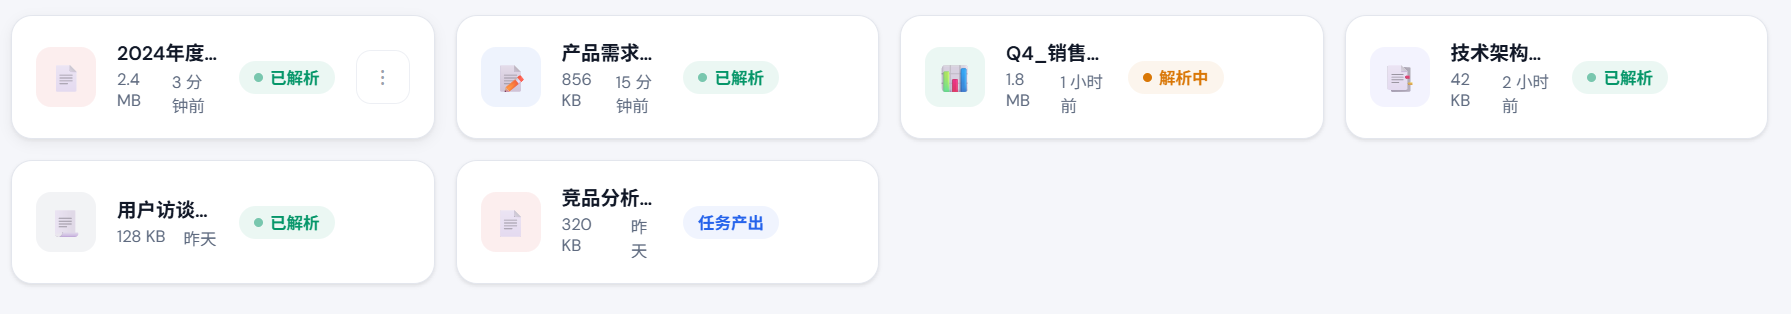 2024年度...
2.4 MB
3 分钟前
已解析
产品需求...
856 KB
15 分钟前
已解析
Q4_销售...
1.8 MB
1 小时前
解析中
技术架构...
42 KB
2 小时前
已解析
用户访谈...
128 KB
昨天
已解析
竞品分析...
320 KB
昨天
任务产出